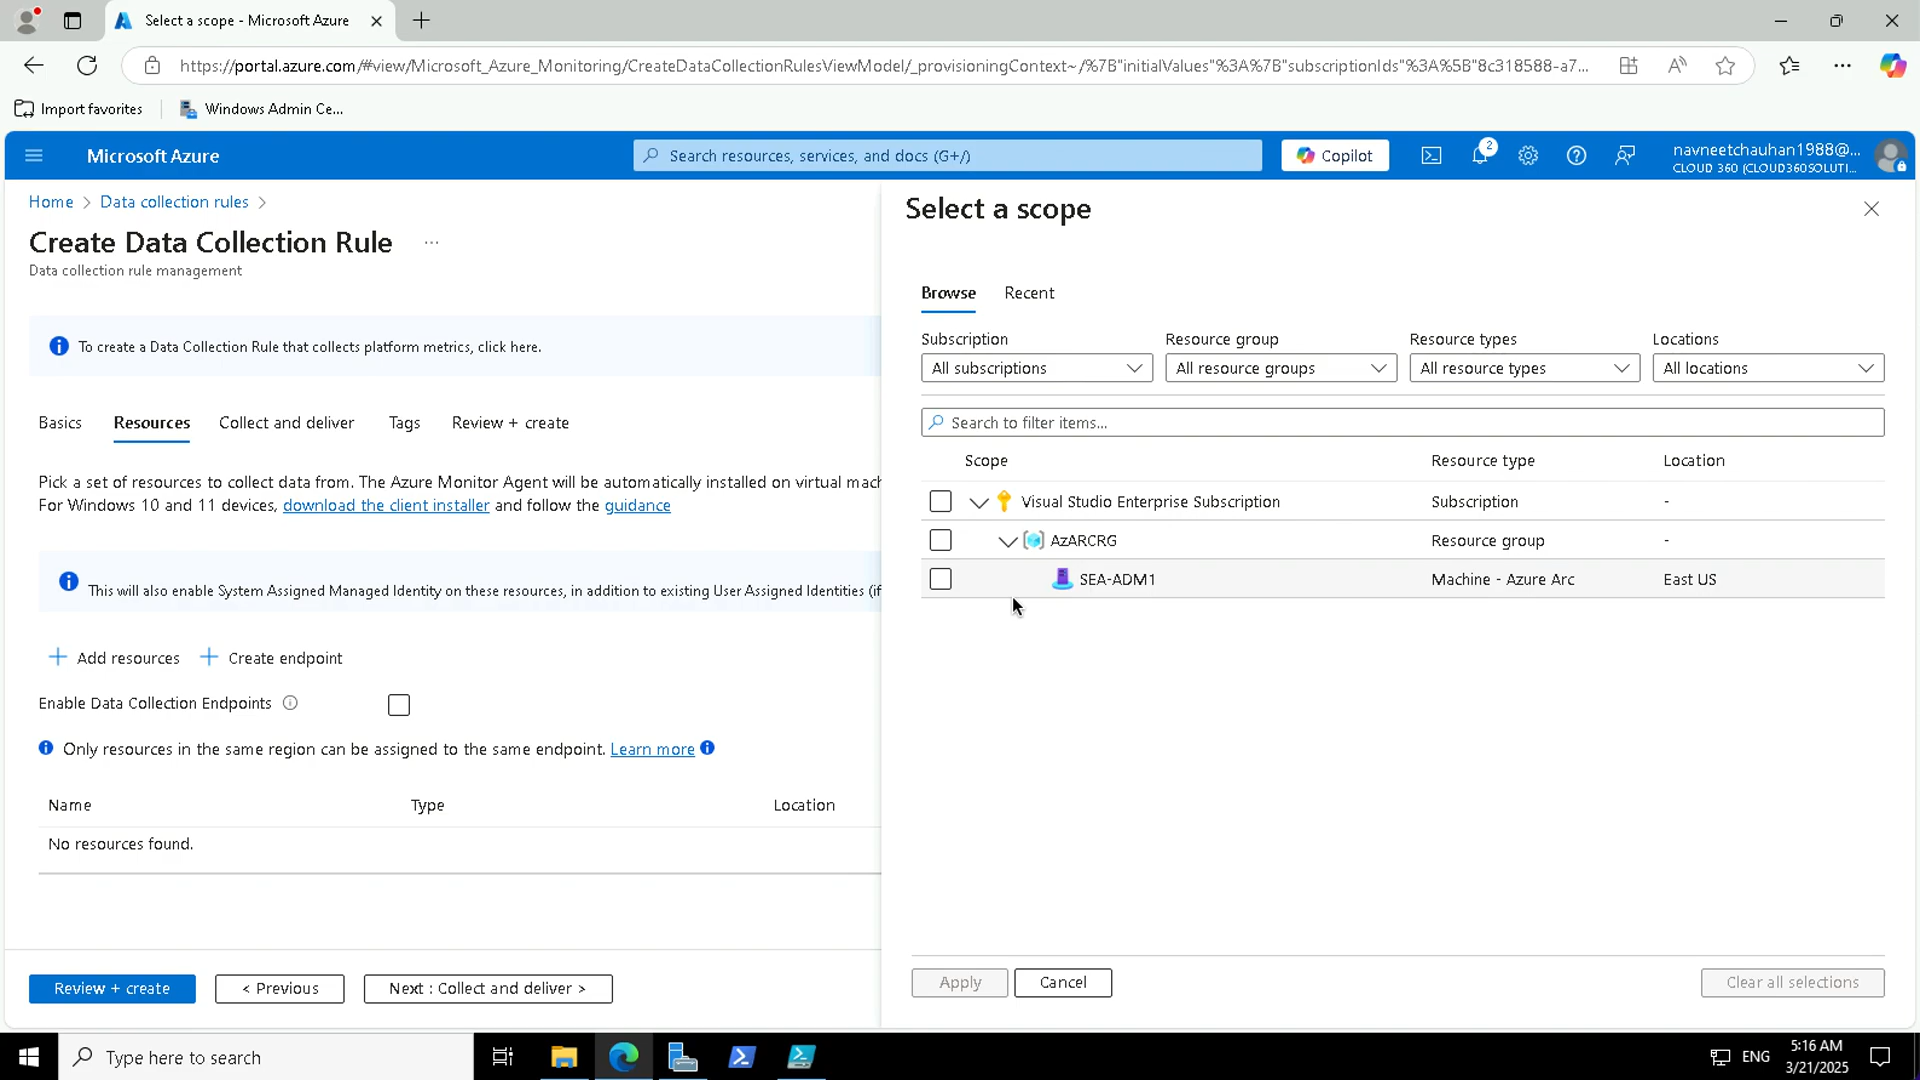 Select a scope - Microsoft Azure
https://portal.azure.com/#view/Microsoft_Azure_Monitoring/CreateDataCollectionRulesViewModel/_provisioningContext~/%7B"initialValues"%3A%7B"subscriptionIds"%3A%5B"8c318588-a7...
Import favorites
Windows Admin Ce...
Microsoft Azure
Search resources, services, and docs (G+/)
Copilot
2
navneetchauhan1988@...
CLOUD 360 (CLOUD360SOLUTI...
Home > Data collection rules >
Create Data Collection Rule ...
Data collection rule management
To create a Data Collection Rule that collects platform metrics, click here.
Basics Resources Collect and deliver Tags Review + create
Pick a set of resources to collect data from. The Azure Monitor Agent will be automatically installed on virtual mach
For Windows 10 and 11 devices, download the client installer and follow the guidance
This will also enable System Assigned Managed Identity on these resources, in addition to existing User Assigned Identities (if
Add resources Create endpoint
Enable Data Collection Endpoints
Only resources in the same region can be assigned to the same endpoint. Learn more
Name Type Location
No resources found.
Review + create < Previous Next : Collect and deliver >
Select a scope
Browse Recent
Subscription Resource group Resource types Locations
All subscriptions All resource groups All resource types All locations
Search to filter items...
Scope Resource type Location
Visual Studio Enterprise Subscription Subscription -
AzARCRG Resource group -
SEA-ADM1 Machine - Azure Arc East US
Apply Cancel Clear all selections
Type here to search
ENG
5:16 AM
3/21/2025